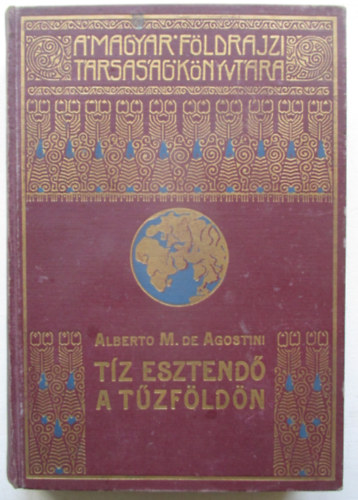 A MAGYAR FÖLDRAJZI
TÁRSASÁG KÖNYVTÁRA
ALBERTO M. DE AGOSTINI
TÍZ ESZTENDŐ
A TŰZFÖLDÖN